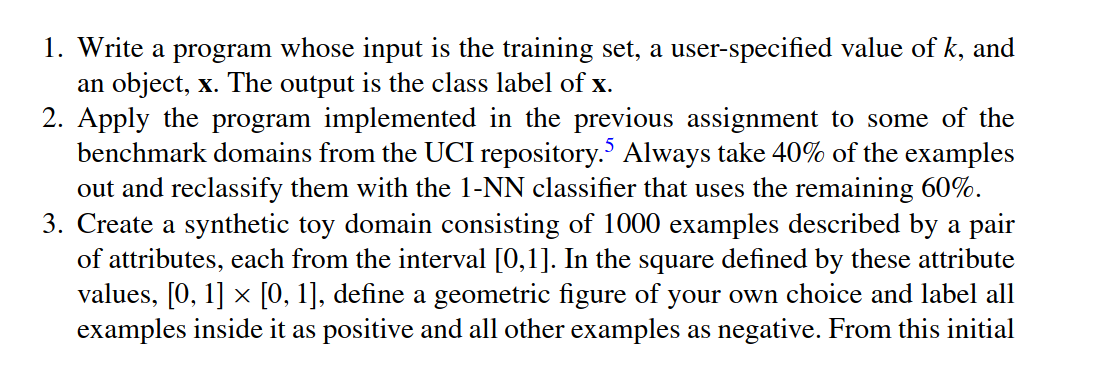 1. Write a program whose input is the training set, a user-specified value of k, and
an object, x. The output is the class label of x.
2. Apply the program implemented in the previous assignment to some of the
benchmark domains from the UCI repository.5 Always take 40% of the examples
out and reclassify them with the 1-NN classifier that uses the remaining 60%.
3. Create a synthetic toy domain consisting of 1000 examples described by a pair
of attributes, each from the interval [0,1]. In the square defined by these attribute
values, [0, 1] × [0, 1], define a geometric figure of your own choice and label all
examples inside it as positive and all other examples as negative. From this initial